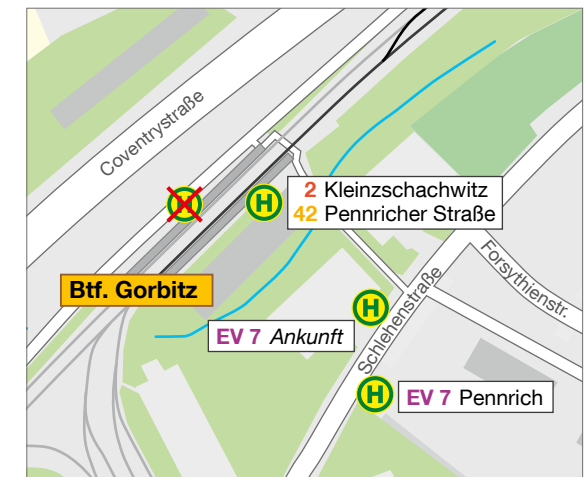 Coventrystraße
H
H
2 Kleinzschachwitz
42 Pennricher Straße
Forsythienstr.
Btf. Gorbitz
H
EV 7 Ankunft
Schlehenstraße
H
EV 7 Pennrich